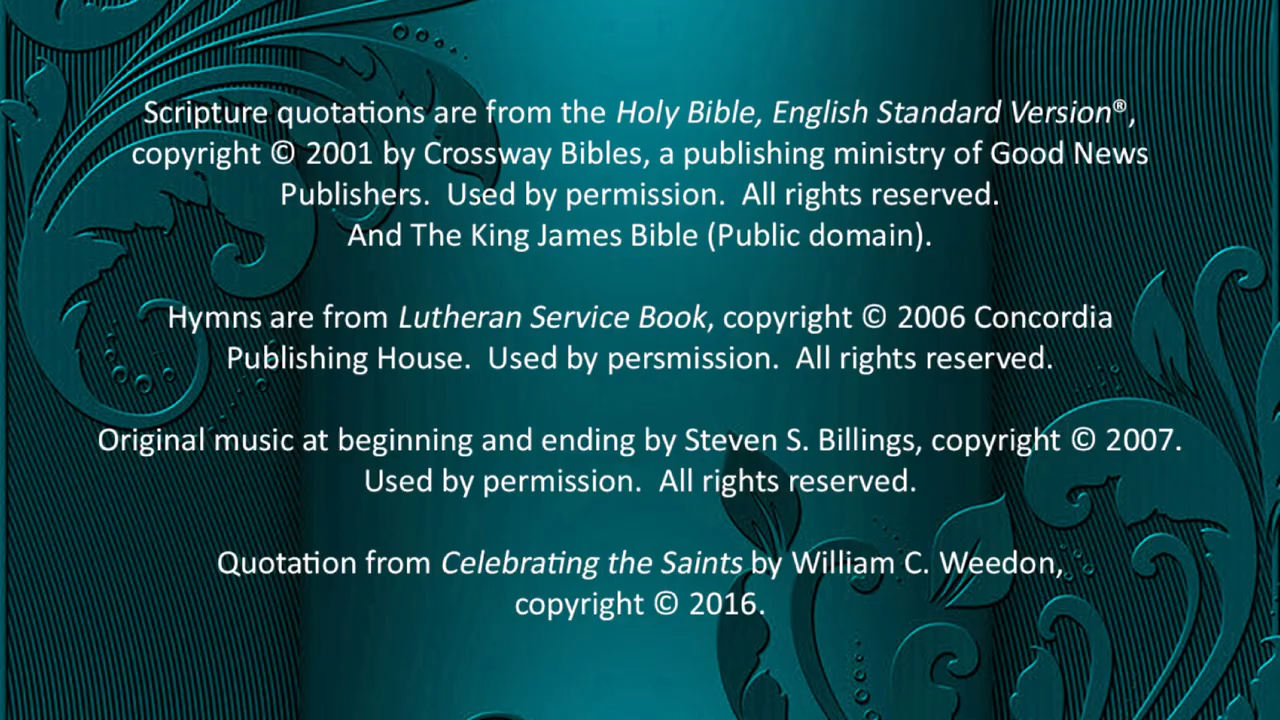 Scripture quotations are from the Holy Bible, English Standard Version®,
copyright © 2001 by Crossway Bibles, a publishing ministry of Good News
Publishers.  Used by permission.  All rights reserved.
And The King James Bible (Public domain).
Hymns are from Lutheran Service Book, copyright © 2006 Concordia
Publishing House.  Used by persmission.  All rights reserved.
Original music at beginning and ending by Steven S. Billings, copyright © 2007.
Used by permission.  All rights reserved.
Quotation from Celebrating the Saints by William C. Weedon,
copyright © 2016.